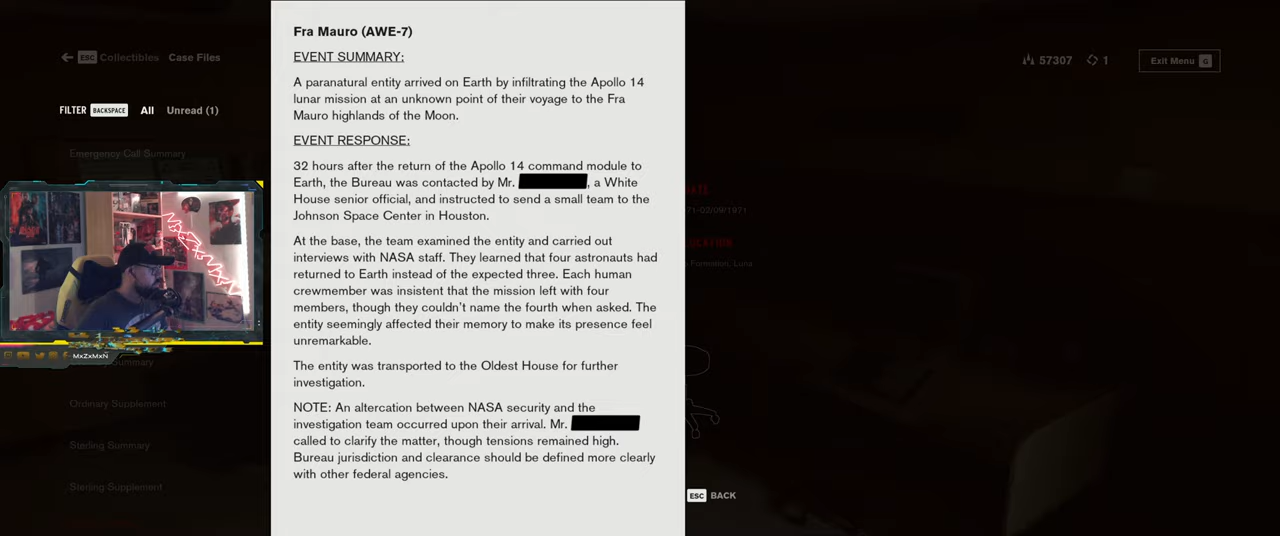 Fra Mauro (AWE-7)
EVENT SUMMARY:
A paranatural entity arrived on Earth by infiltrating the Apollo 14
lunar mission at an unknown point of their voyage to the Fra
Mauro highlands of the Moon.
EVENT RESPONSE:
32 hours after the return of the Apollo 14 command module to
Earth, the Bureau was contacted by Mr. , a White
House senior official, and instructed to send a small team to the
Johnson Space Center in Houston.
At the base, the team examined the entity and carried out
interviews with NASA staff. They learned that four astronauts had
returned to Earth instead of the expected three. Each human
crewmember was insistent that the mission left with four
members, though they couldn't name the fourth when asked. The
entity seemingly affected their memory to make its presence feel
unremarkable.
The entity was transported to the Oldest House for further
investigation.
NOTE: An altercation between NASA security and the
investigation team occurred upon their arrival. Mr.
called to clarify the matter, though tensions remained high.
Bureau jurisdiction and clearance should be defined more clearly
with other federal agencies.
ESC Collectibles Case Files
FILTER BACKSPACE All Unread (1)
Emergency Call Summary
MxZxMxN
Summary
Ordinary Supplement
Sterling Summary
Sterling Supplement
57307 1
Exit Menu G
71-02/09/1971
Formation, Luna
ESC BACK